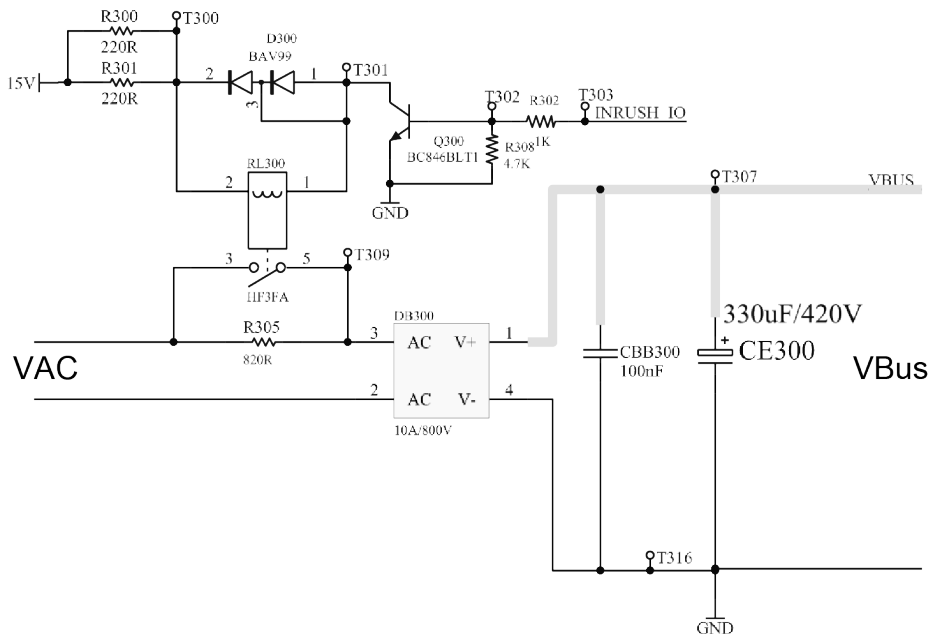 R300
T300
220R
D300
BAV99
R301
15V
220R
2
3
1
T301
T302
R302
T303
INRUSH_IO
1K
Q300
BC846BLT1
R308
4.7K
RL300
2
1
GND
T307
VBUS
3
5
T309
HF3FA
R305
820R
VAC
DB300
3
AC
V+
1
2
AC
V-
4
10A/800V
CBB300
100nF
330uF/420V
+
CE300
VBus
T316
GND